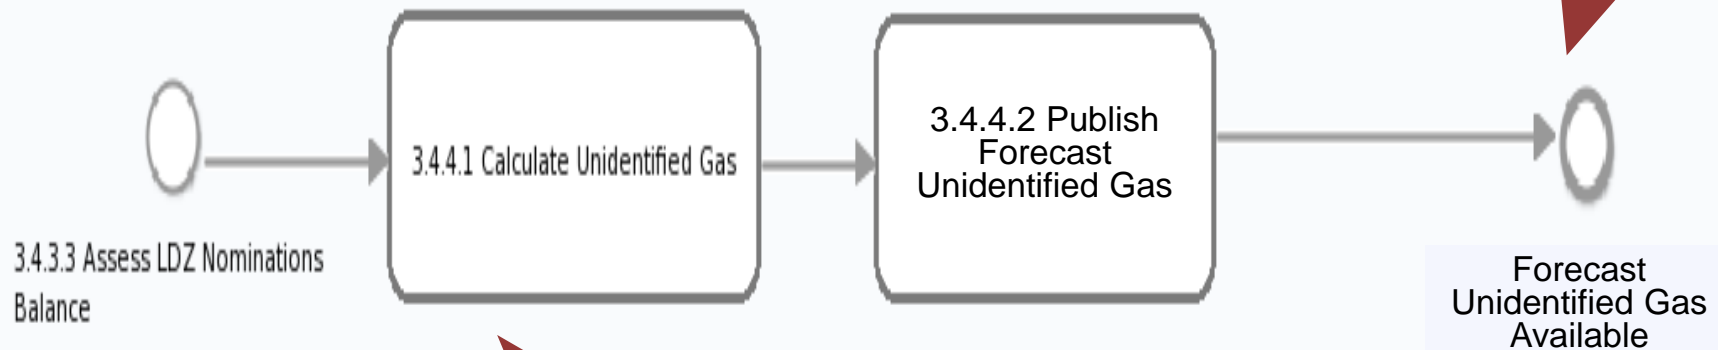 3.4.3.3 Assess LDZ Nominations
Balance
3.4.4.1 Calculate Unidentified Gas
3.4.4.2 Publish
Forecast
Unidentified Gas
Forecast
Unidentified Gas
Available